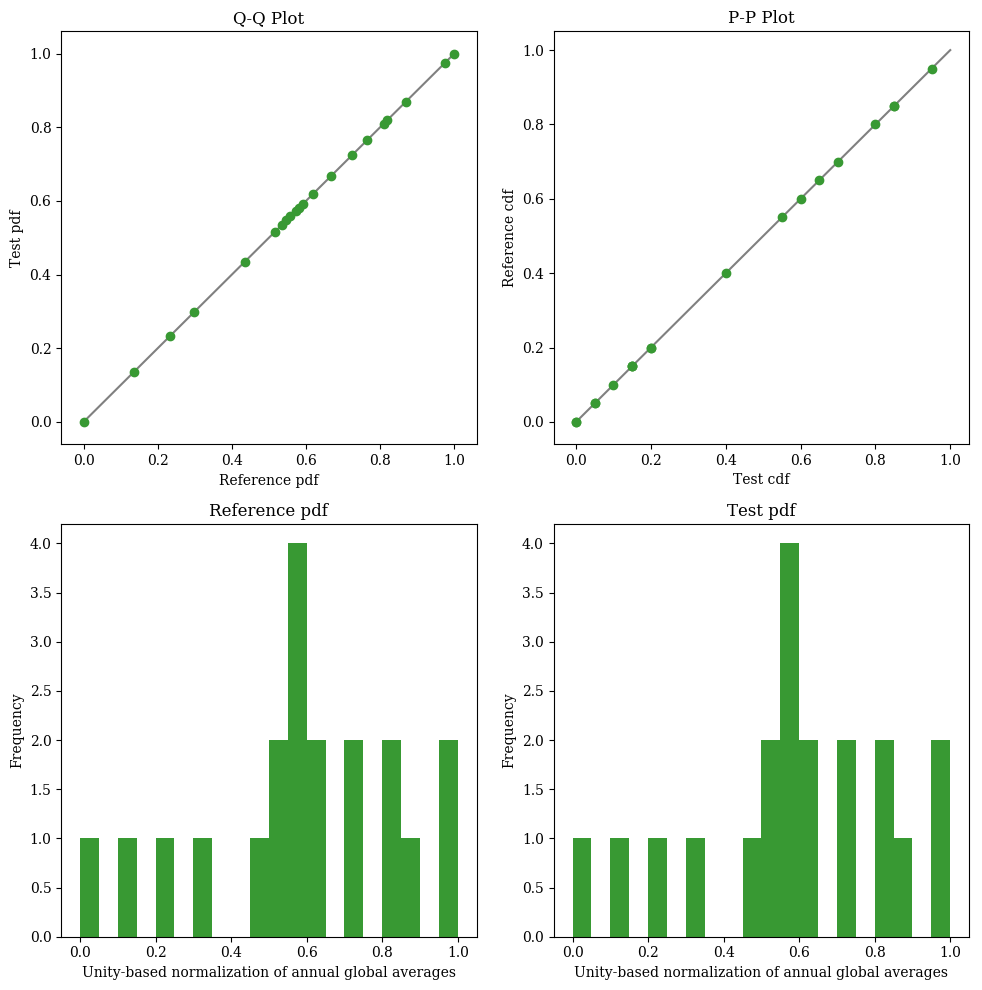 Q-Q Plot
1.0
0.8
0.6
0.4
0.2
0.0
Test pdf
0.0 0.2 0.4 0.6 0.8 1.0
Reference pdf
P-P Plot
1.0
0.8
0.6
0.4
0.2
0.0
Reference cdf
0.0 0.2 0.4 0.6 0.8 1.0
Test cdf
Reference pdf
4.0
3.5
3.0
2.5
2.0
1.5
1.0
0.5
0.0
Frequency
0.0 0.2 0.4 0.6 0.8 1.0
Unity-based normalization of annual global averages
Test pdf
4.0
3.5
3.0
2.5
2.0
1.5
1.0
0.5
0.0
Frequency
0.0 0.2 0.4 0.6 0.8 1.0
Unity-based normalization of annual global averages